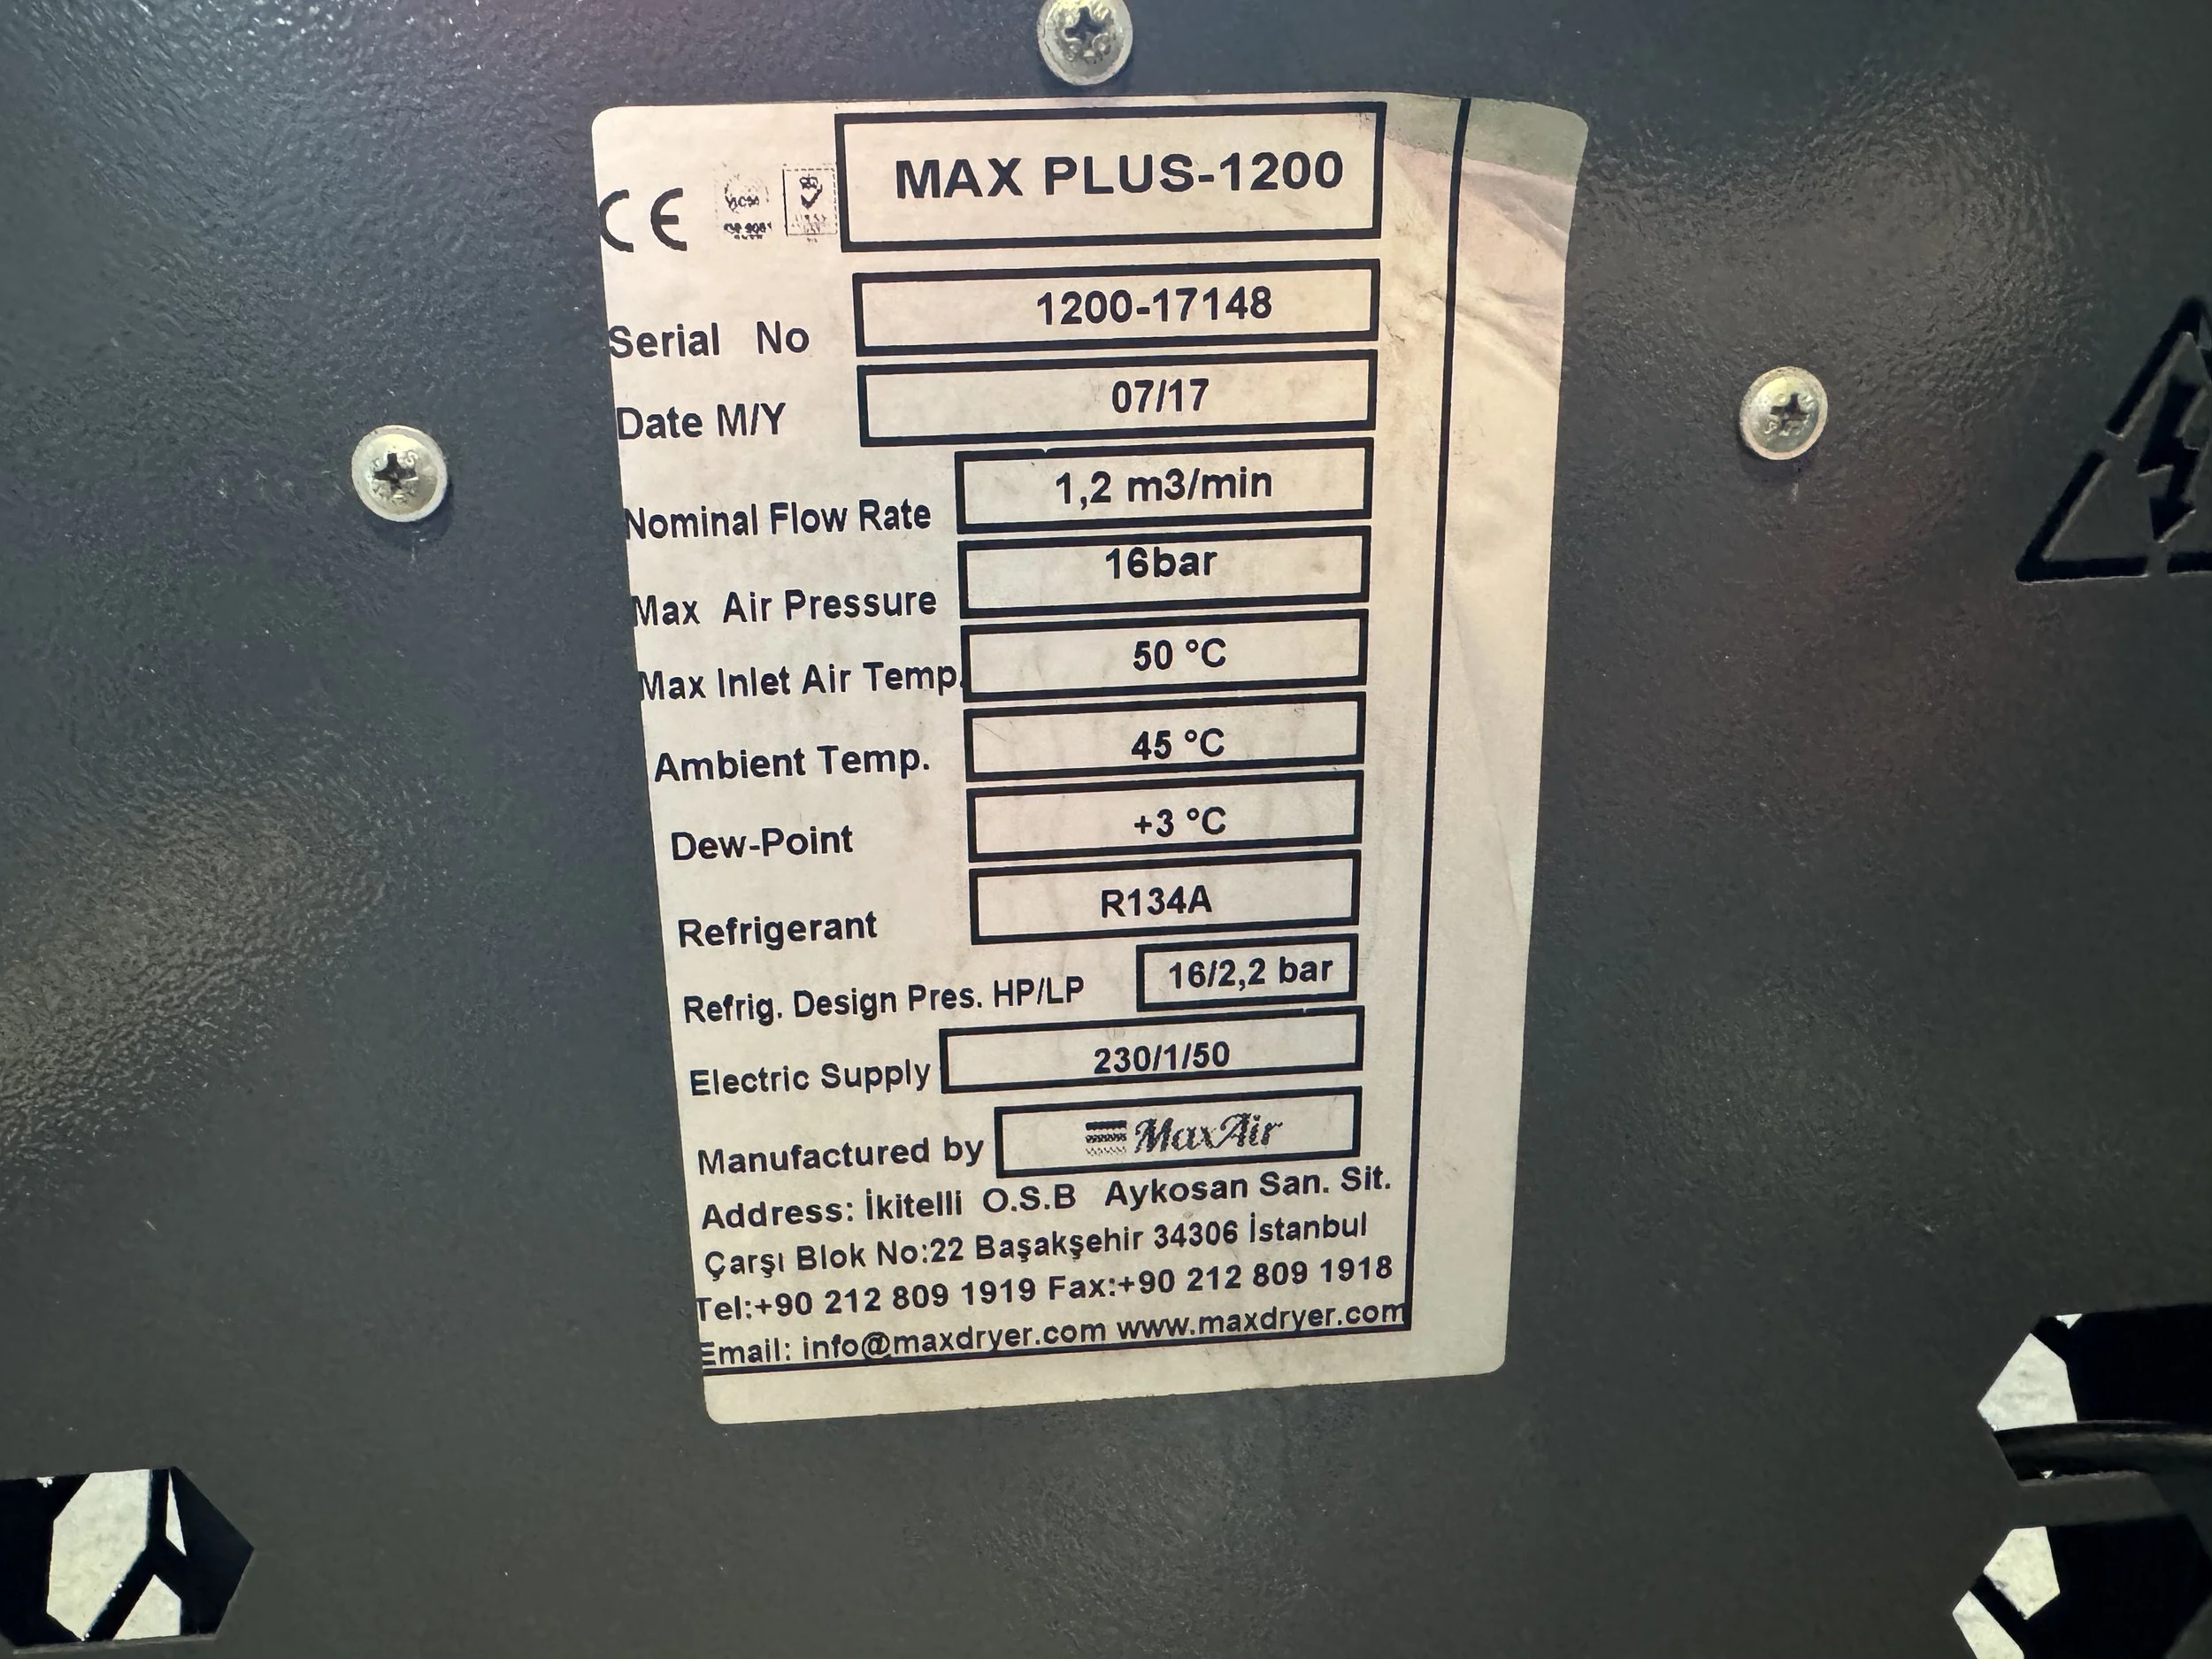 CE MAX PLUS-1200
Serial No 1200-17148
Date M/Y 07/17
Nominal Flow Rate 1,2 m3/min
Max Air Pressure 16bar
Max Inlet Air Temp. 50 °C
Ambient Temp. 45 °C
Dew-Point +3 °C
Refrigerant R134A
Refrig. Design Pres. HP/LP 16/2,2 bar
Electric Supply 230/1/50
Manufactured by MaxAir
Address: İkitelli O.S.B Aykosan San. Sit.
Çarşı Blok No:22 Başakşehir 34306 İstanbul
Tel:+90 212 809 1919 Fax:+90 212 809 1918
Email: info@maxdryer.com www.maxdryer.com